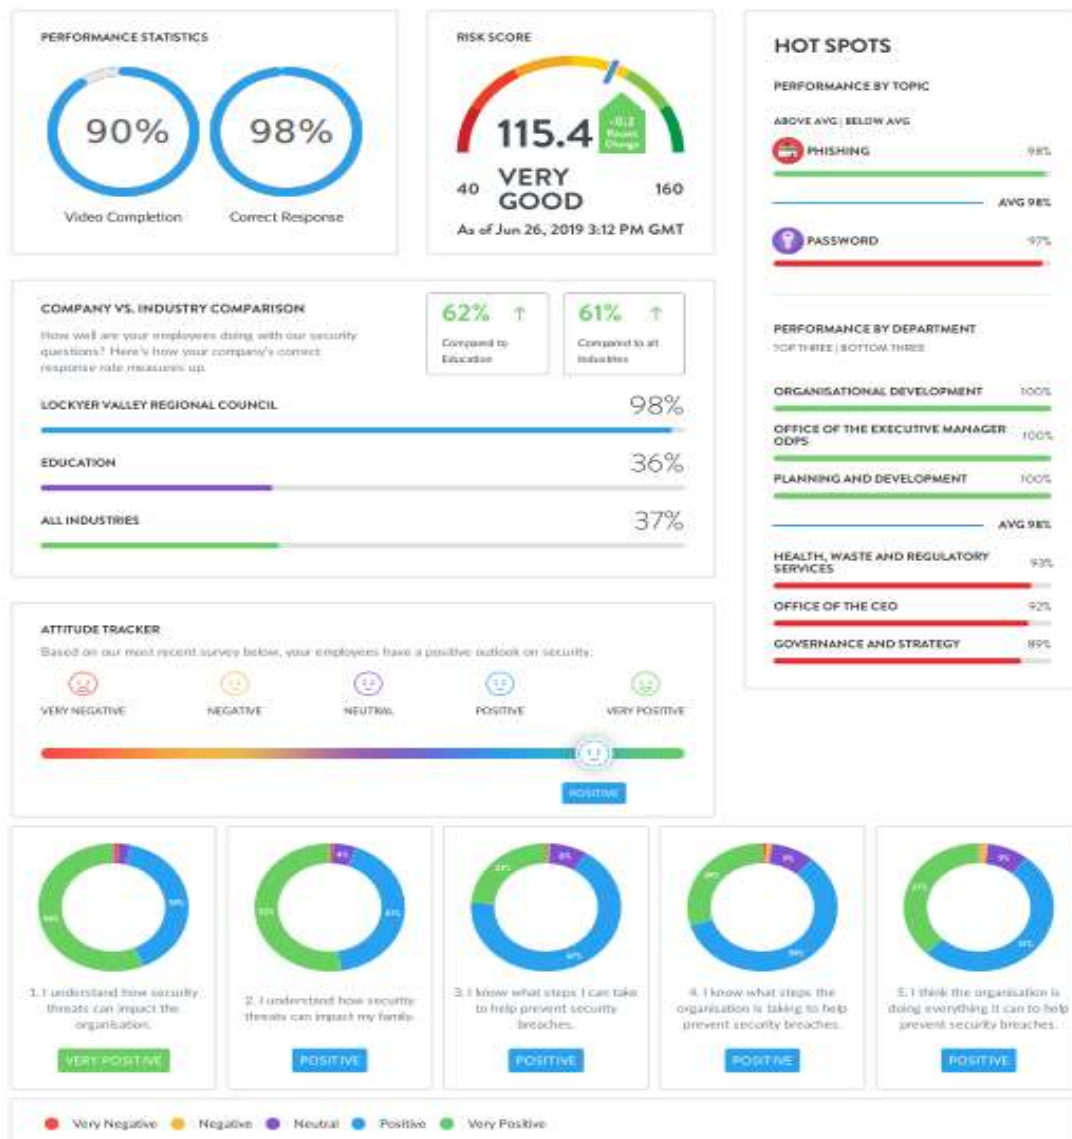 PERFORMANCE STATISTICS
90%
98%
Video Completion
Correct Response
RISK SCORE
115.4
-0.2
Recent
Change
40
VERY
GOOD
160
As of Jun 26, 2019 3:12 PM GMT
HOT SPOTS
PERFORMANCE BY TOPIC
ABOVE AVG | BELOW AVG
PHISHING 98%
AVG 98%
PASSWORD 97%
PERFORMANCE BY DEPARTMENT
TOP THREE | BOTTOM THREE
ORGANISATIONAL DEVELOPMENT 100%
OFFICE OF THE EXECUTIVE MANAGER
ODPS 100%
PLANNING AND DEVELOPMENT 100%
AVG 98%
HEALTH, WASTE AND REGULATORY
SERVICES 93%
OFFICE OF THE CEO 92%
GOVERNANCE AND STRATEGY 89%
COMPANY VS. INDUSTRY COMPARISON
How well are your employees doing with our security
questions? Here's how your company's correct
response rate measures up.
62% ↑
Compared to
Education
61% ↑
Compared to all
Industries
LOCKYER VALLEY REGIONAL COUNCIL 98%
EDUCATION 36%
ALL INDUSTRIES 37%
ATTITUDE TRACKER
Based on our most recent survey below, your employees have a positive outlook on security.
VERY NEGATIVE
NEGATIVE
NEUTRAL
POSITIVE
VERY POSITIVE
POSITIVE
1. I understand how security
threats can impact the
organisation.
VERY POSITIVE
4%
2. I understand how security
threats can impact my family.
POSITIVE
8%
3. I know what steps I can take
to help prevent security
breaches.
POSITIVE
9%
4. I know what steps the
organisation is taking to help
prevent security breaches.
POSITIVE
9%
5. I think the organisation is
doing everything it can to help
prevent security breaches.
POSITIVE
Very Negative
Negative
Neutral
Positive
Very Positive